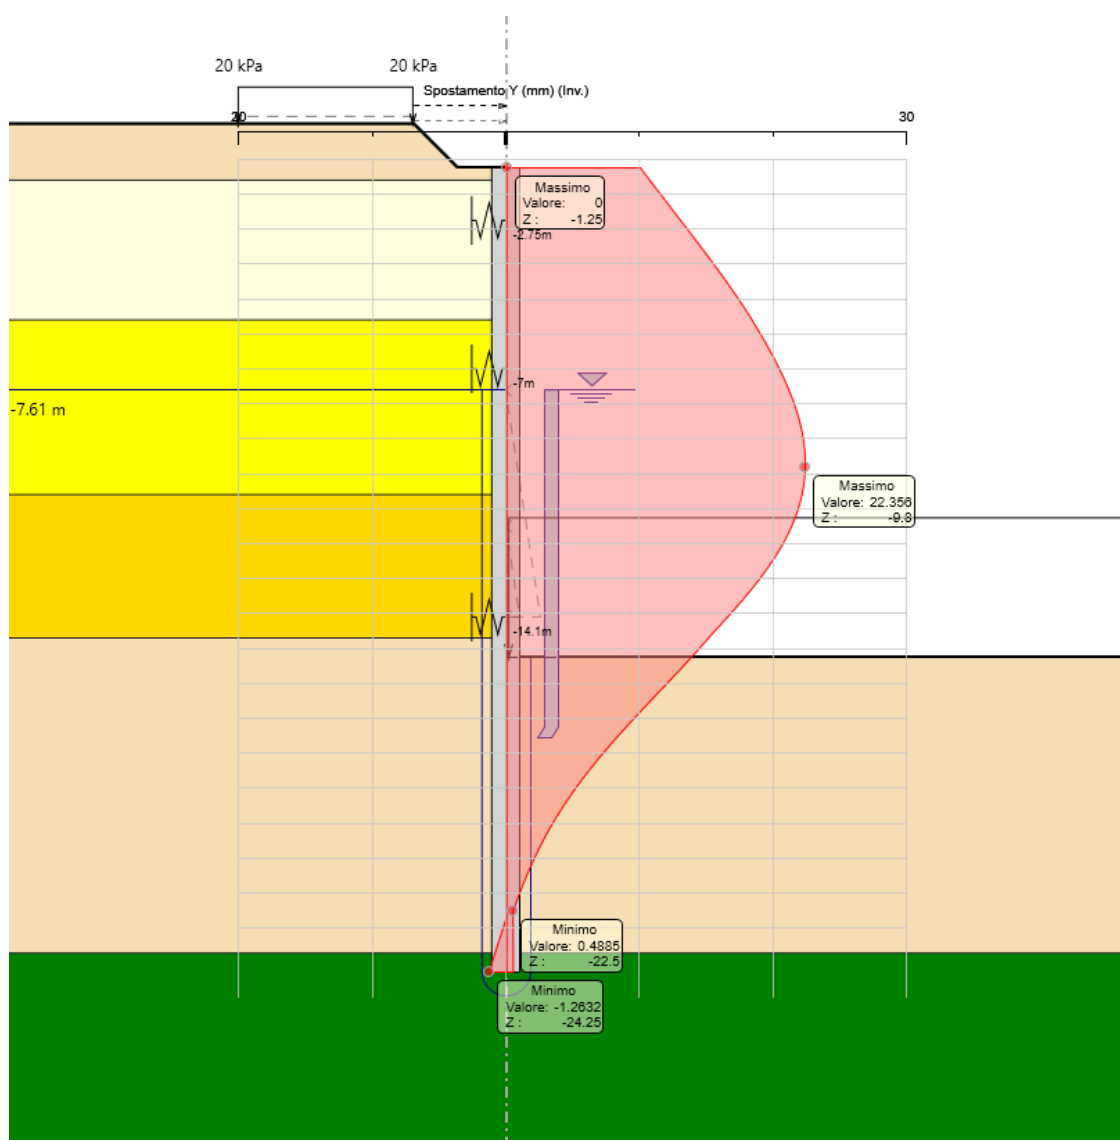 20 kPa
20 kPa
Spostamento Y (mm) (Inv.)
20
30
Massimo
Valore: 0
Z : -1.25
-2.75m
-7m
-7.61 m
Massimo
Valore: 22.356
Z : -9.8
-14.1m
Minimo
Valore: 0.4885
Z : -22.5
Minimo
Valore: -1.2632
Z : -24.25